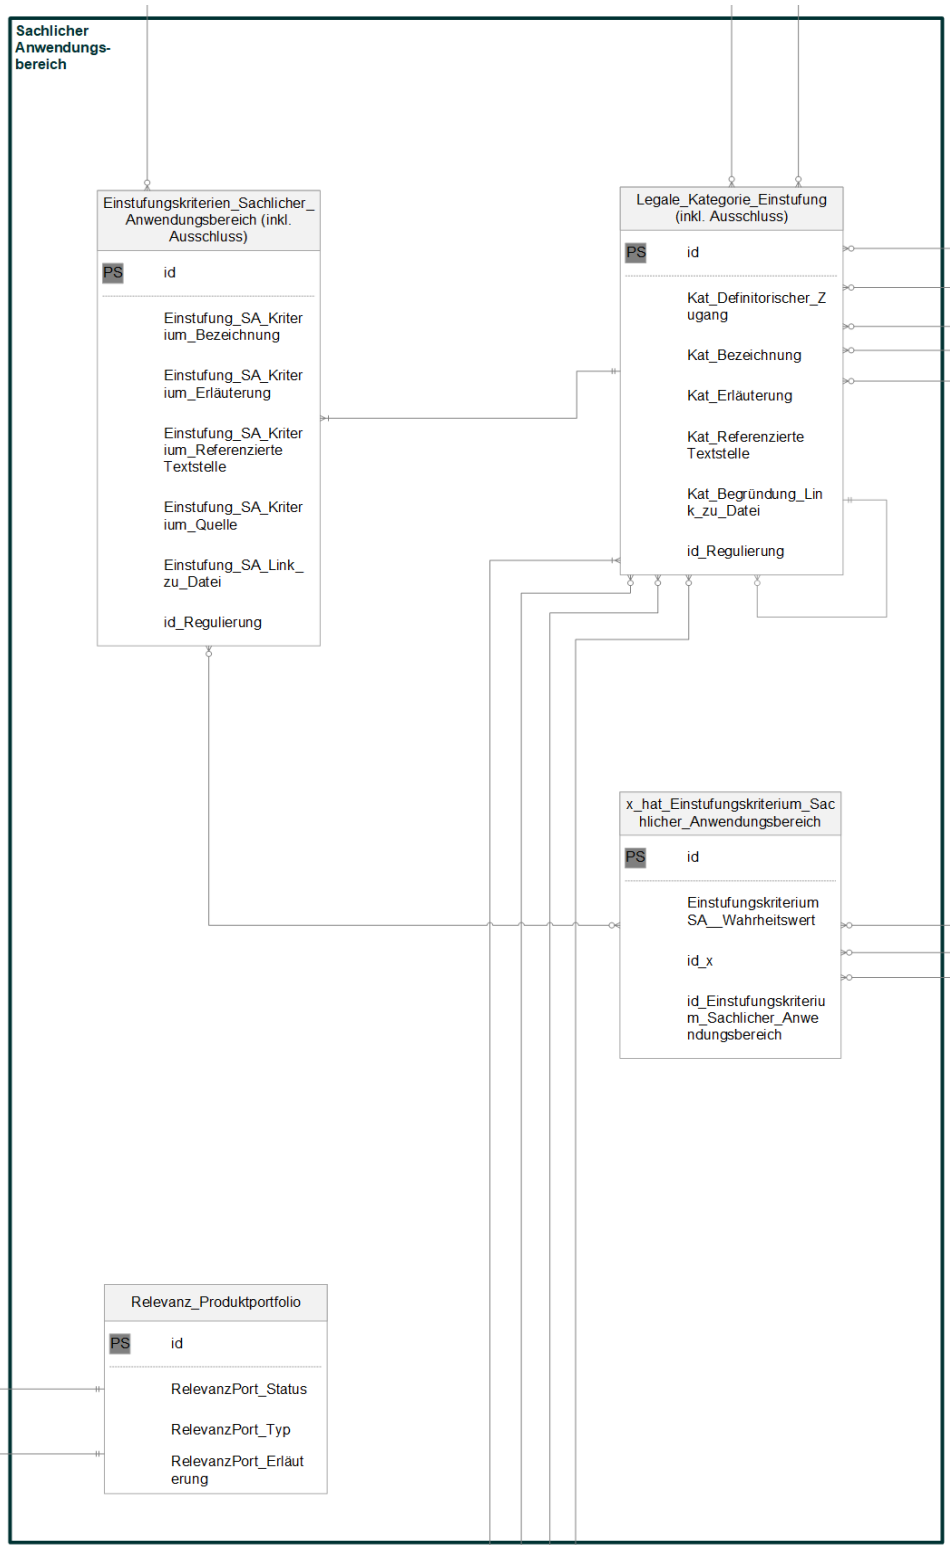 Sachlicher
Anwendungs-
bereich
Einstufungskriterien_Sachlicher_
Anwendungsbereich (inkl.
Ausschluss)
PS id
Einstufung_SA_Kriter
ium_Bezeichnung
Einstufung_SA_Kriter
ium_Erläuterung
Einstufung_SA_Kriter
ium_Referenzierte
Textstelle
Einstufung_SA_Kriter
ium_Quelle
Einstufung_SA_Link_
zu_Datei
id_Regulierung
Legale_Kategorie_Einstufung
(inkl. Ausschluss)
PS id
Kat_Definitorischer_Z
ugang
Kat_Bezeichnung
Kat_Erläuterung
Kat_Referenzierte
Textstelle
Kat_Begründung_Lin
k_zu_Datei
id_Regulierung
x_hat_Einstufungskriterium_Sac
hlicher_Anwendungsbereich
PS id
Einstufungskriterium
SA__Wahrheitswert
id_x
id_Einstufungskriteriu
m_Sachlicher_Anwe
ndungsbereich
Relevanz_Produktportfolio
PS id
RelevanzPort_Status
RelevanzPort_Typ
RelevanzPort_Erläut
erung